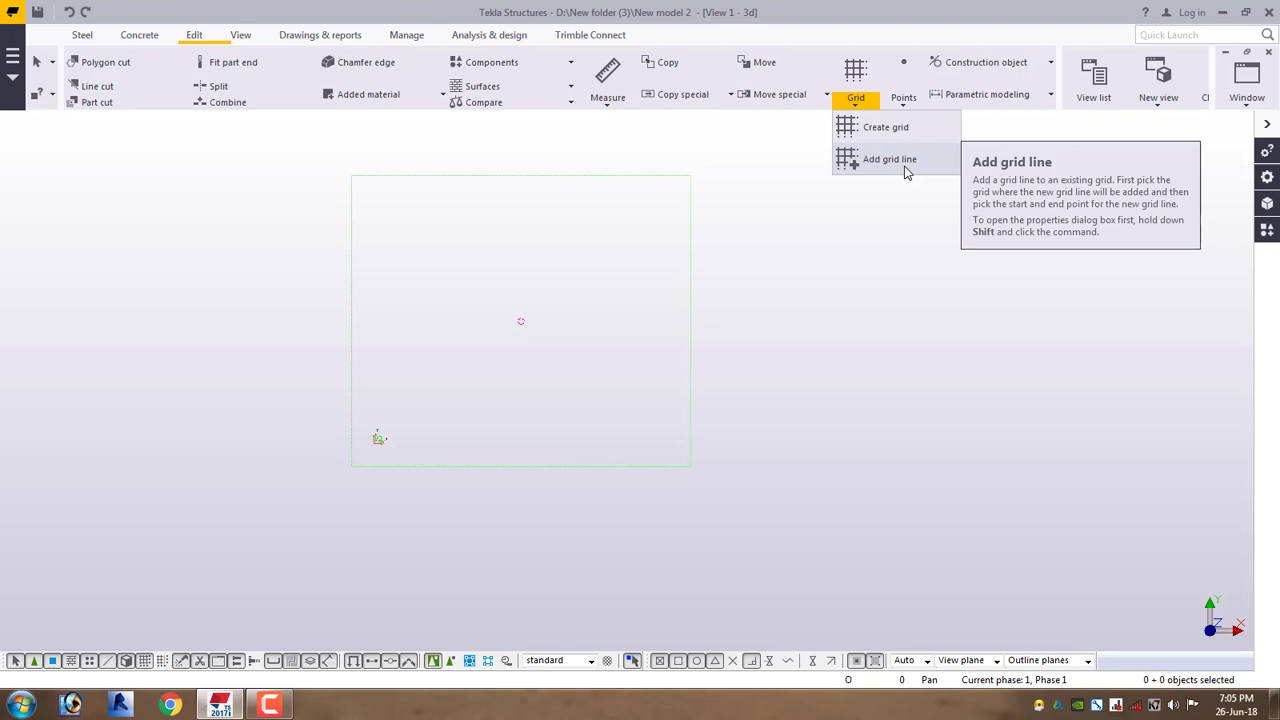 Tekla Structures - D:\New folder (3)\New model 2 - [View 1 - 3d]
Log in
Steel
Concrete
Edit
View
Drawings & reports
Manage
Analysis & design
Trimble Connect
Quick Launch
Polygon cut
Line cut
Part cut
Fit part end
Split
Combine
Chamfer edge
Added material
Components
Surfaces
Compare
Measure
Copy
Copy special
Move
Move special
Grid
Points
Construction object
Parametric modeling
View list
New view
Cl
Window
Create grid
Add grid line
Add grid line
Add a grid line to an existing grid. First pick the
grid where the new grid line will be added and then
pick the start and end point for the new grid line.
To open the properties dialog box first, hold down
Shift and click the command.
Y
Z
X
standard
Auto
View plane
Outline planes
O
0
Pan
Current phase: 1, Phase 1
0 + 0 objects selected
TS
2017i
7:05 PM
26-Jun-18